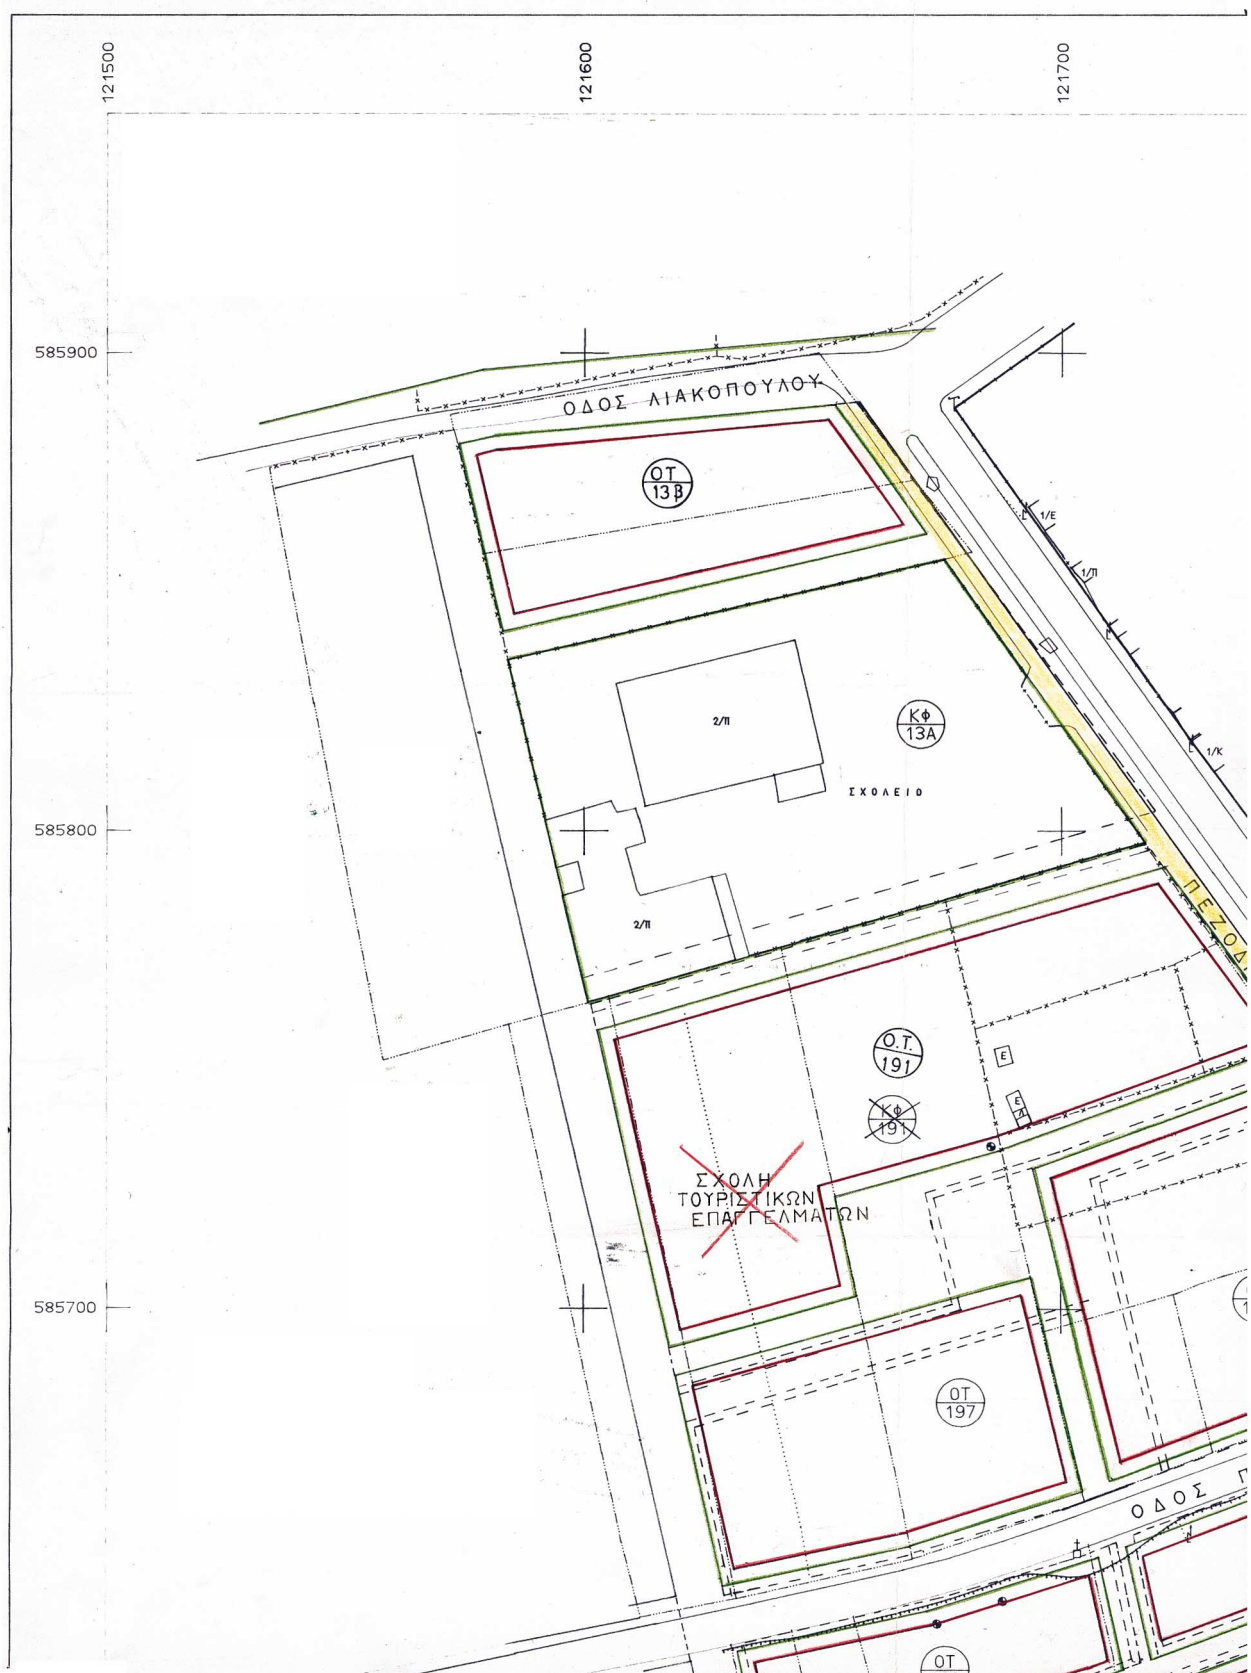 121500
121600
121700
585900
ΟΔΟΣ ΛΙΑΚΟΠΟΥΛΟΥ
ΟΤ
13β
1/Ε
1/Π
1/Κ
2/Π
ΚΦ
13Α
ΣΧΟΛΕΙΟ
585800
2/Π
ΠΕΖΟΔ
Ο.Τ.
191
Ε
Ε
Λ
ΚΦ
191
ΣΧΟΛΗ
ΤΟΥΡΙΣΤΙΚΩΝ
ΕΠΑΓΓΕΛΜΑΤΩΝ
585700
ΟΤ
197
ΟΔΟΣ Π
ΟΤ